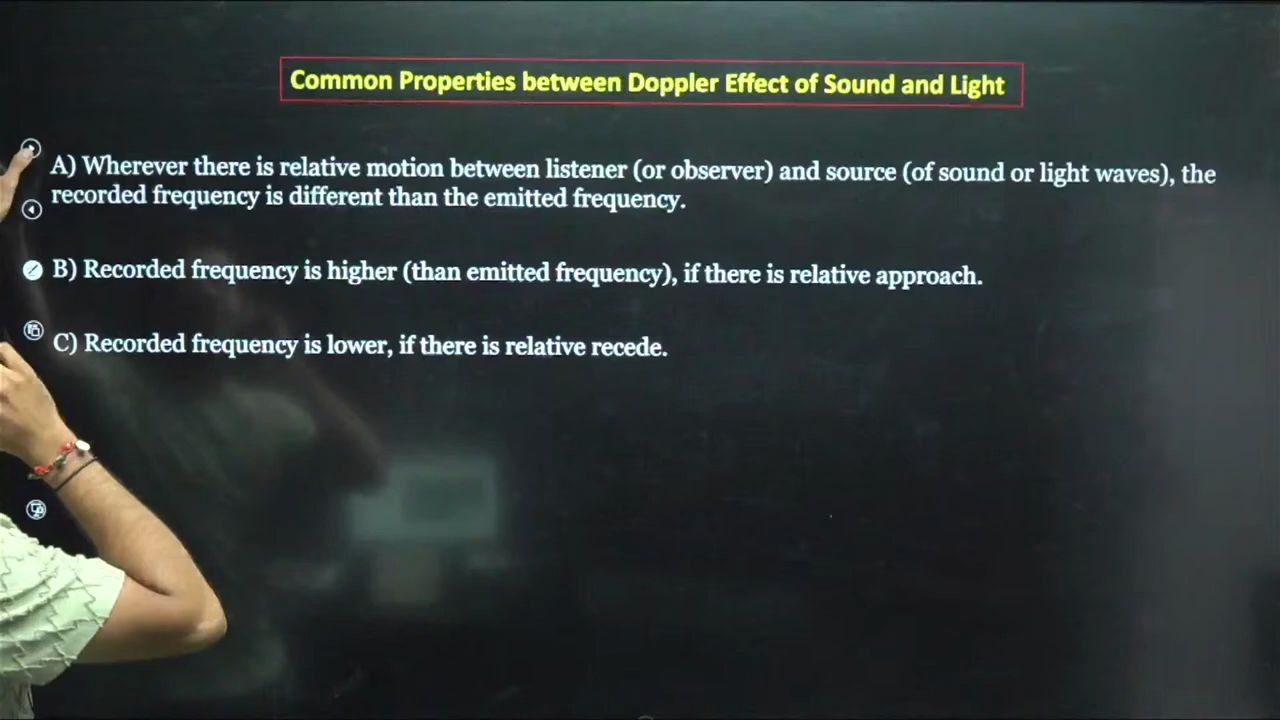 Common Properties between Doppler Effect of Sound and Light
A) Wherever there is relative motion between listener (or observer) and source (of sound or light waves), the
recorded frequency is different than the emitted frequency.
B) Recorded frequency is higher (than emitted frequency), if there is relative approach.
C) Recorded frequency is lower, if there is relative recede.